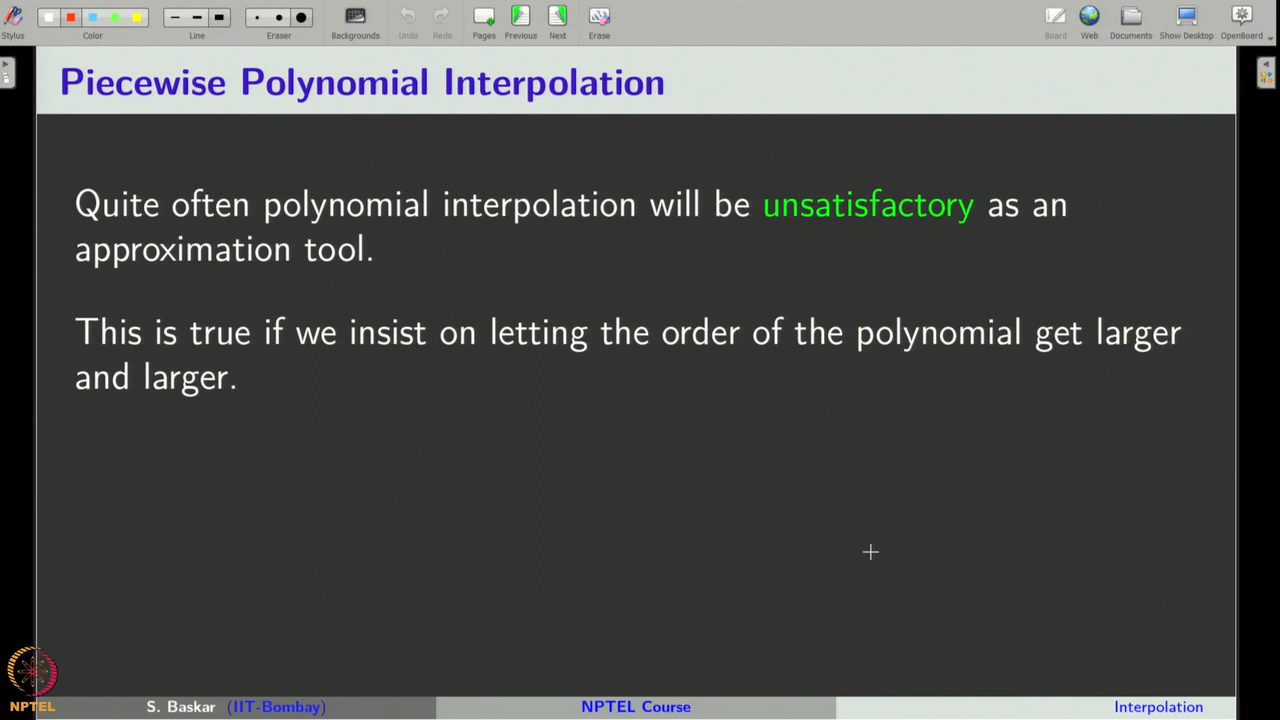 Stylus Color Line Eraser Backgrounds Undo Redo Pages Previous Next Erase Board Web Documents Show Desktop OpenBoard
Piecewise Polynomial Interpolation
Quite often polynomial interpolation will be unsatisfactory as an
approximation tool.
This is true if we insist on letting the order of the polynomial get larger
and larger.
NPTEL
S. Baskar (IIT-Bombay) NPTEL Course Interpolation